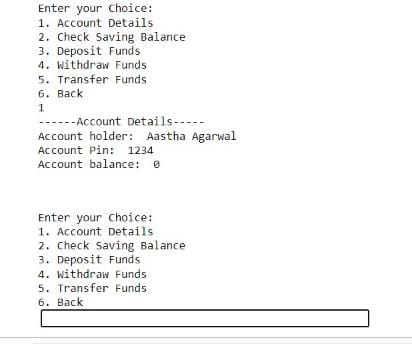 Enter your Choice:
1. Account Details
2. Check Saving Balance
3. Deposit Funds
4. Withdraw Funds
5. Transfer Funds
6. Back
1
------Account Details-----
Account holder:  Aastha Agarwal
Account Pin:  1234
Account balance:  0
Enter your Choice:
1. Account Details
2. Check Saving Balance
3. Deposit Funds
4. Withdraw Funds
5. Transfer Funds
6. Back